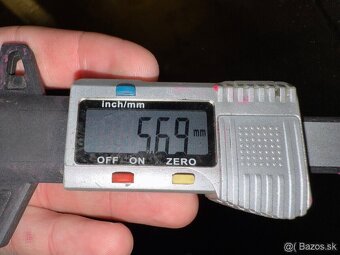 inch/mm
5.69 mm
OFF ON ZERO
© Bazos.sk